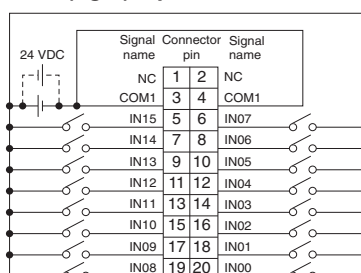 Signal Connector Signal
24 VDC name pin name
NC 1 2 NC
COM1 3 4 COM1
IN15 5 6 IN07
IN14 7 8 IN06
IN13 9 10 IN05
IN12 11 12 IN04
IN11 13 14 IN03
IN10 15 16 IN02
IN09 17 18 IN01
IN08 19 20 IN00